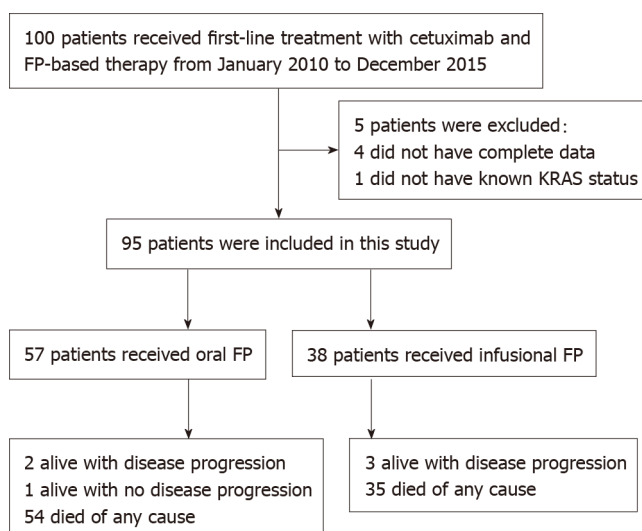 100 patients received first-line treatment with cetuximab and
FP-based therapy from January 2010 to December 2015
5 patients were excluded:
4 did not have complete data
1 did not have known KRAS status
95 patients were included in this study
57 patients received oral FP
38 patients received infusional FP
2 alive with disease progression
1 alive with no disease progression
54 died of any cause
3 alive with disease progression
35 died of any cause